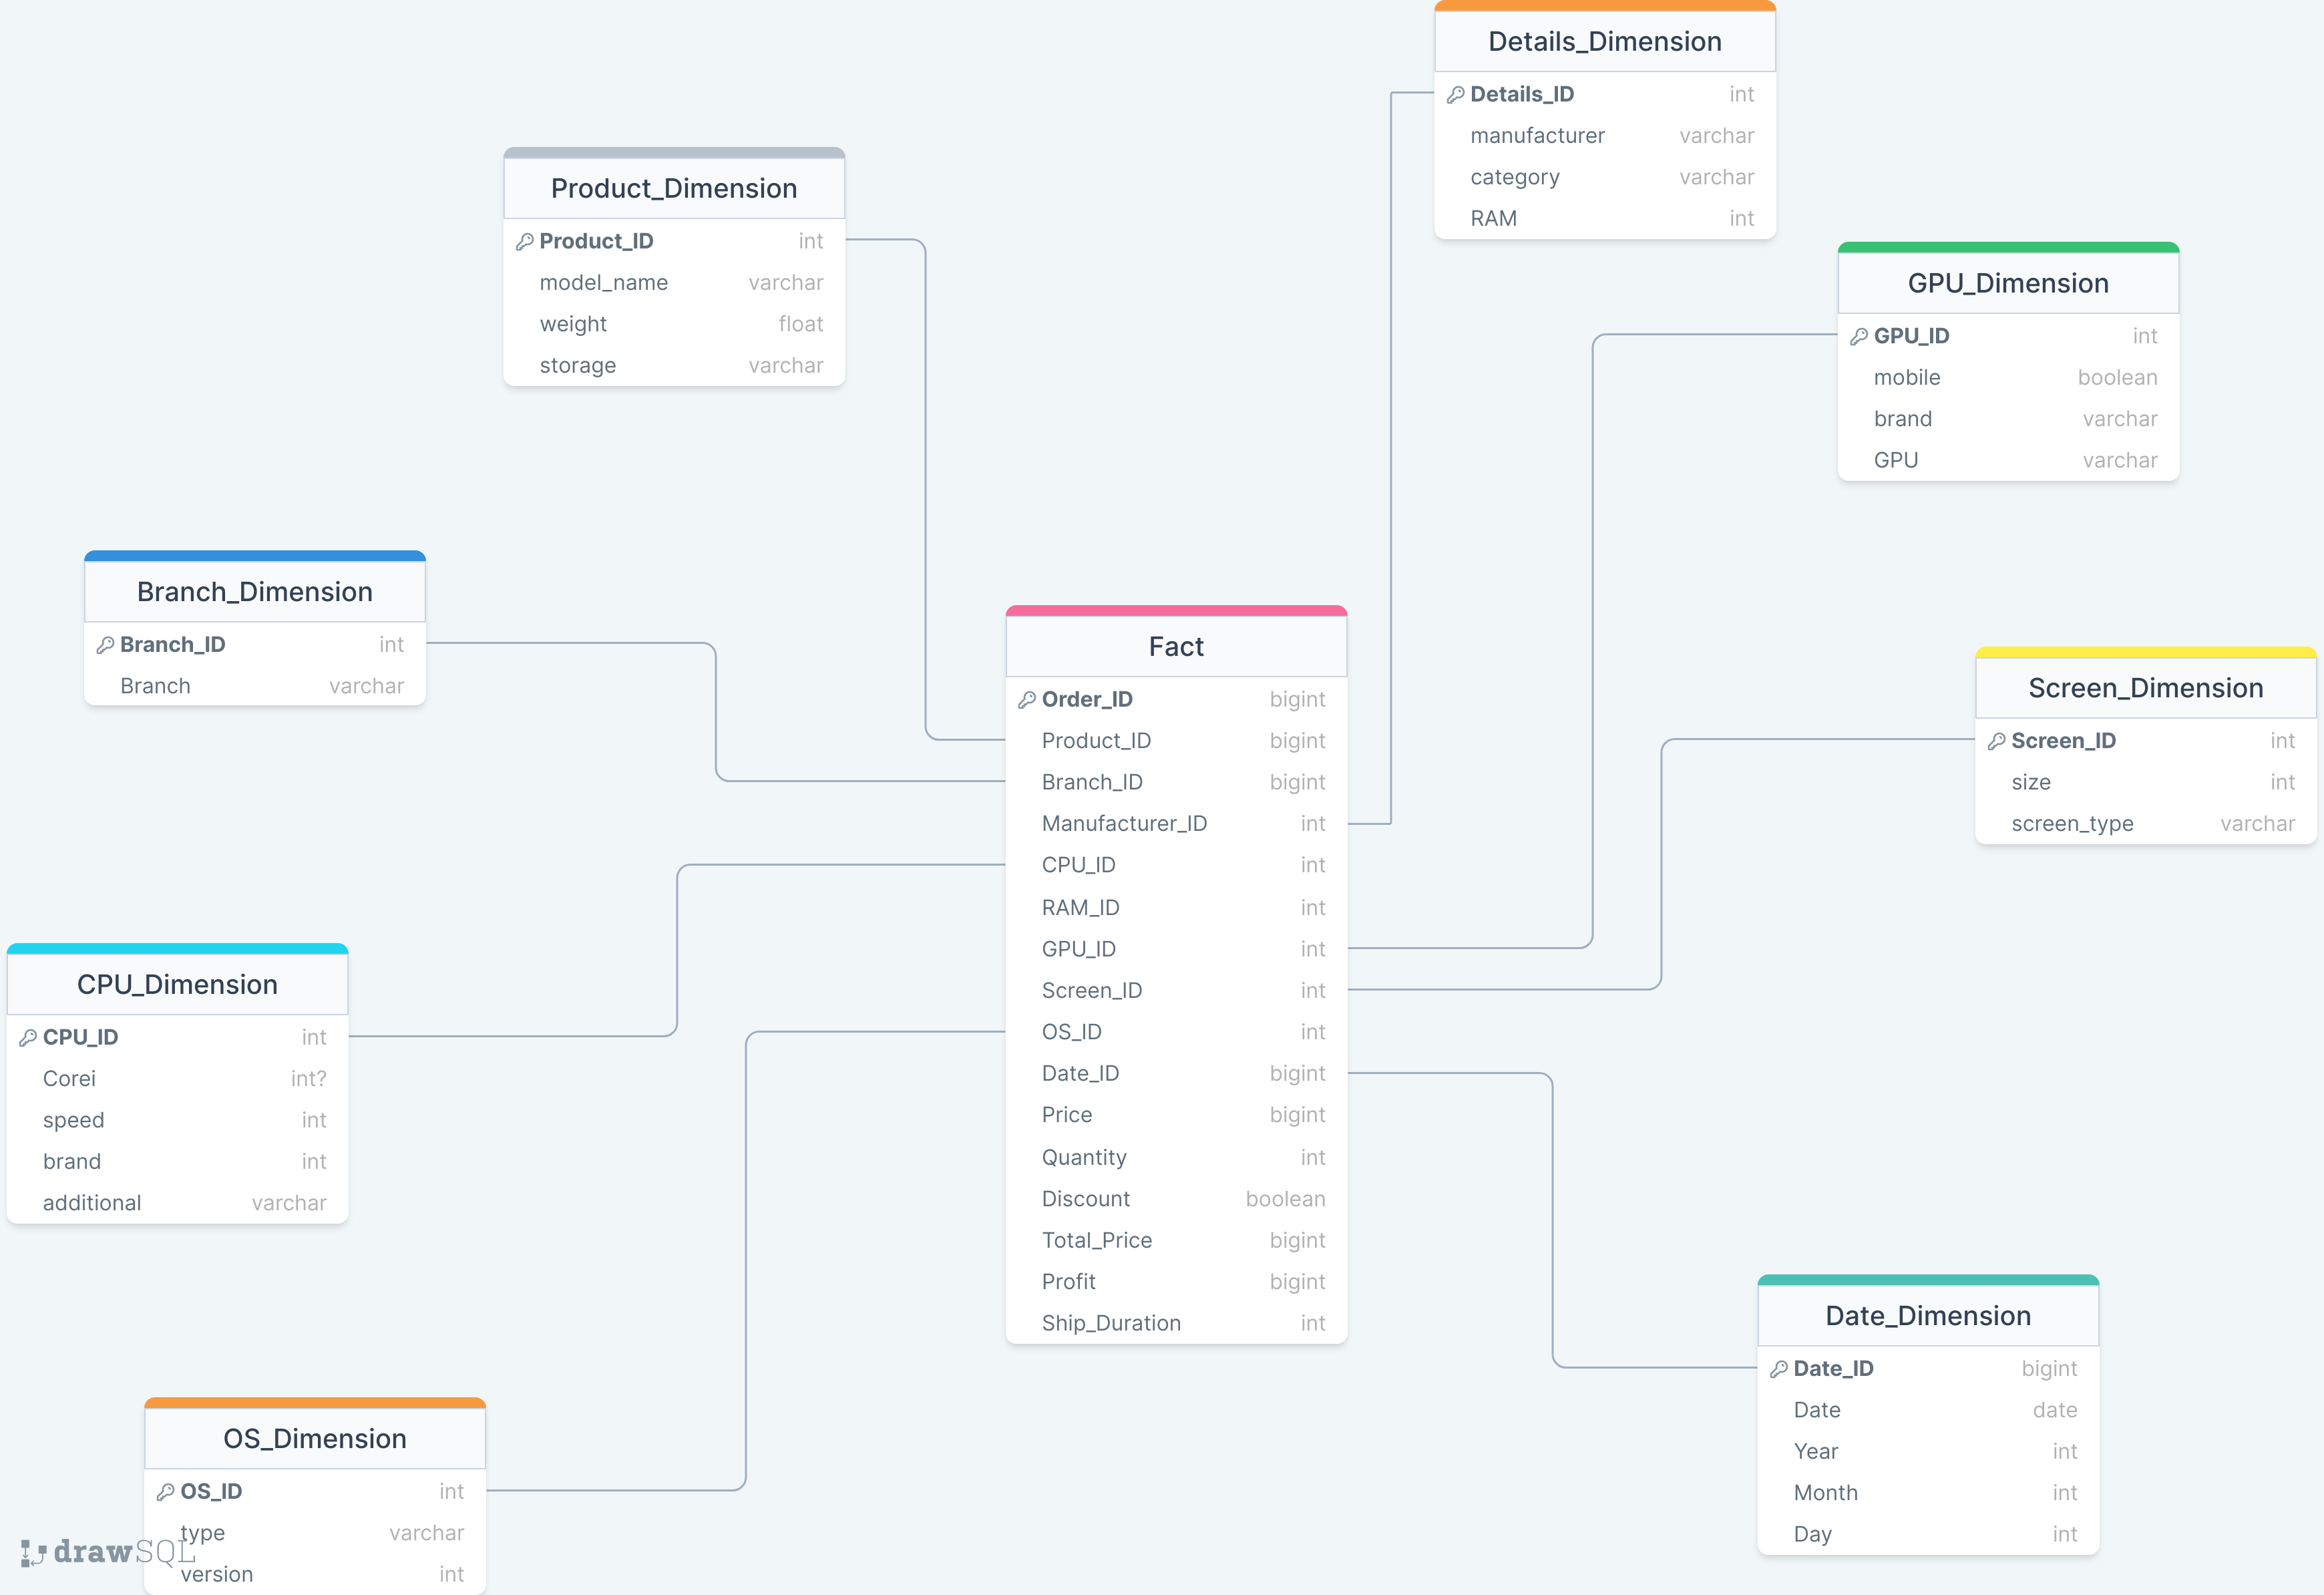 Details_Dimension
Details_ID int
manufacturer varchar
category varchar
RAM int
Product_Dimension
Product_ID int
model_name varchar
weight float
storage varchar
GPU_Dimension
GPU_ID int
mobile boolean
brand varchar
GPU varchar
Branch_Dimension
Branch_ID int
Branch varchar
Fact
Order_ID bigint
Product_ID bigint
Branch_ID bigint
Manufacturer_ID int
CPU_ID int
RAM_ID int
GPU_ID int
Screen_ID int
OS_ID int
Date_ID bigint
Price bigint
Quantity int
Discount boolean
Total_Price bigint
Profit bigint
Ship_Duration int
Screen_Dimension
Screen_ID int
size int
screen_type varchar
CPU_Dimension
CPU_ID int
Corei int?
speed int
brand int
additional varchar
Date_Dimension
Date_ID bigint
Date date
Year int
Month int
Day int
OS_Dimension
OS_ID int
type varchar
version int
drawSQL